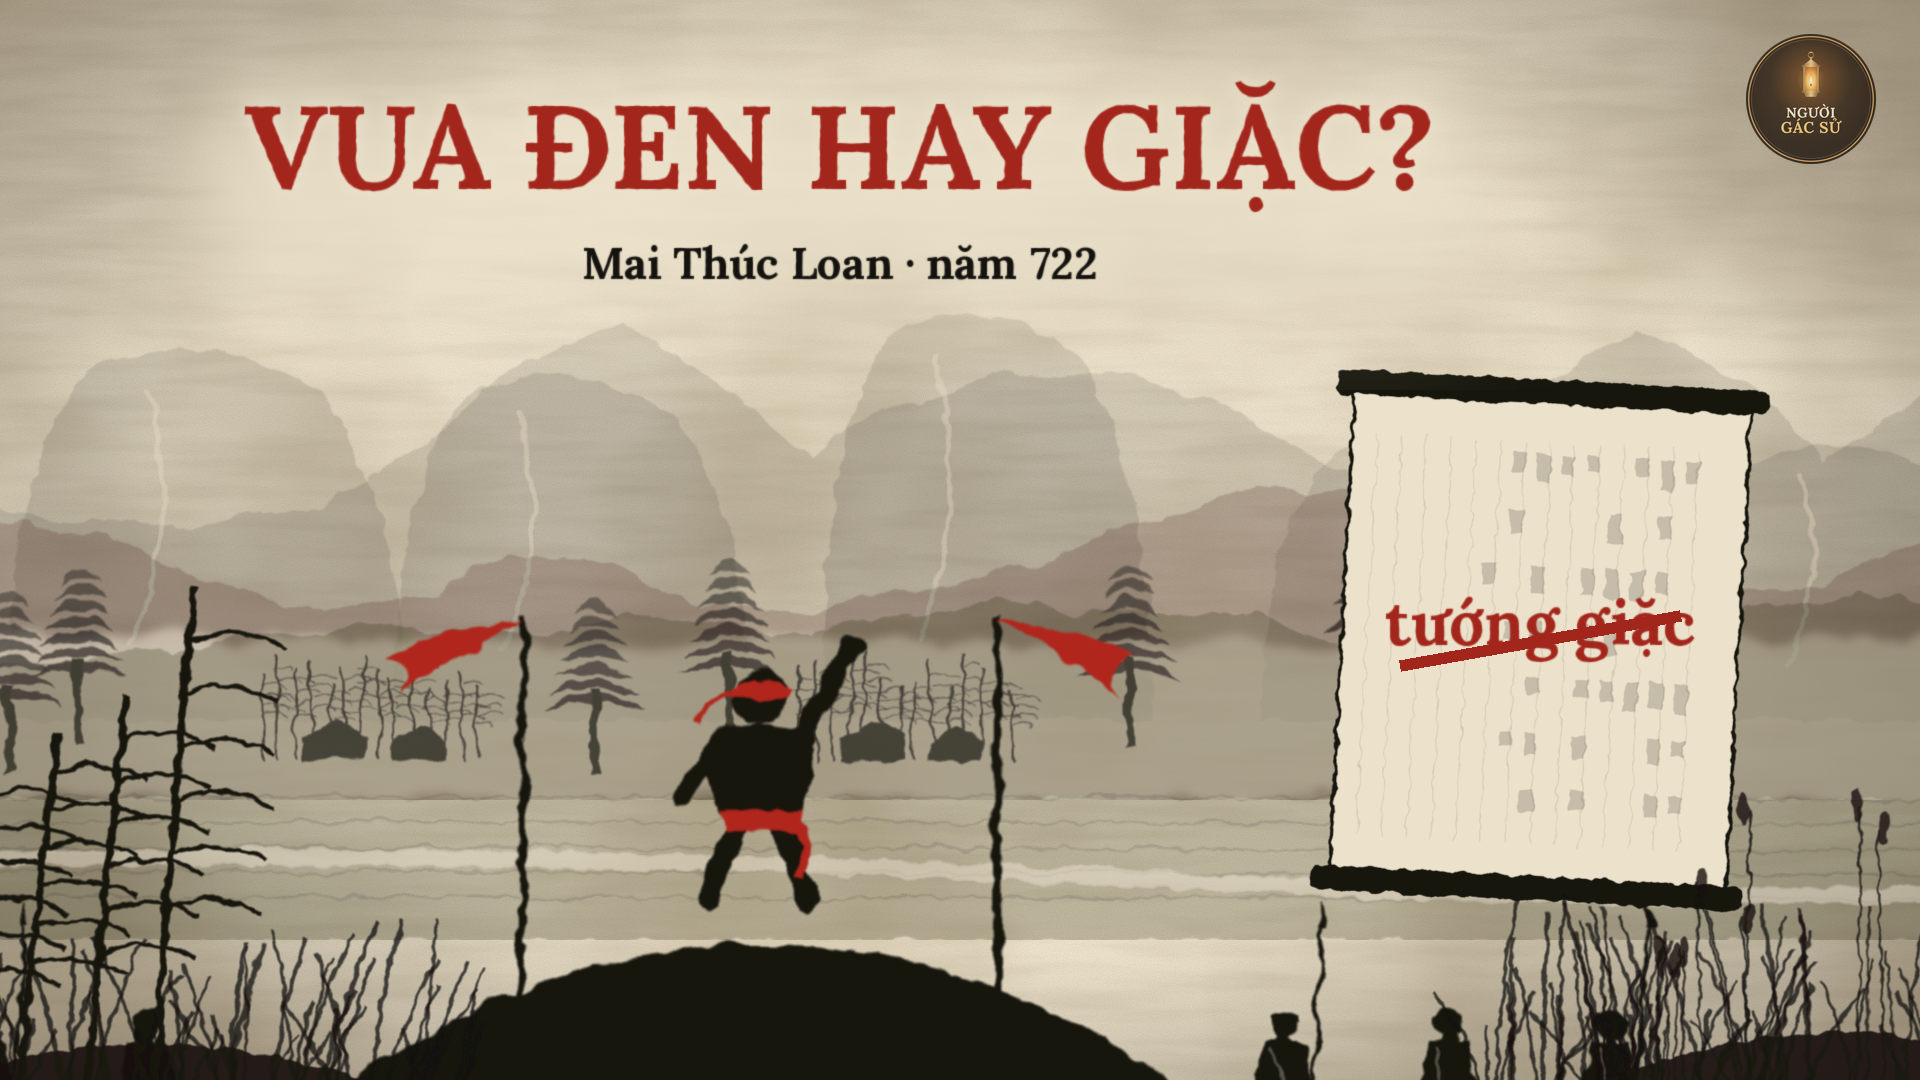 VUA ĐEN HAY GIẶC?
Mai Thúc Loan · năm 722
NGƯỜI
GÁC SỬ
tướng giặc